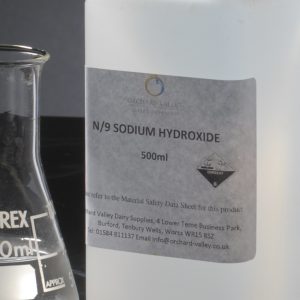 ORCHARD VALLEY
N/9 SODIUM HYDROXIDE
500ml
refer to the Material Safety Data Sheet for this product
Valley Dairy Supplies, 4 Lower Teme Business Park,
Burford, Tenbury Wells, Worcs WR15 8SZ
Tel: 01584 811137 Email info@orchard-valley.co.uk
REX
0ml
APPROX